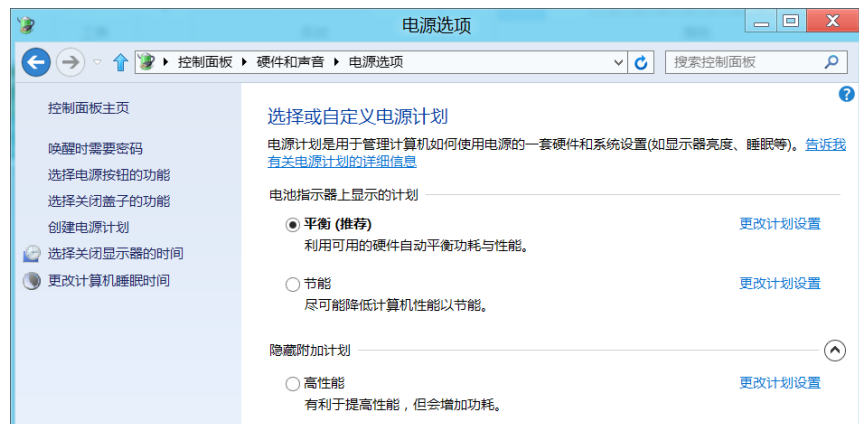 电源选项
控制面板 硬件和声音 电源选项
搜索控制面板
控制面板主页
唤醒时需要密码
选择电源按钮的功能
选择关闭盖子的功能
创建电源计划
选择关闭显示器的时间
更改计算机睡眠时间
选择或自定义电源计划
电源计划是用于管理计算机如何使用电源的一套硬件和系统设置(如显示器亮度、睡眠等)。告诉我
有关电源计划的详细信息
电池指示器上显示的计划
平衡 (推荐) 更改计划设置
利用可用的硬件自动平衡功耗与性能。
节能 更改计划设置
尽可能降低计算机性能以节能。
隐藏附加计划
高性能 更改计划设置
有利于提高性能，但会增加功耗。